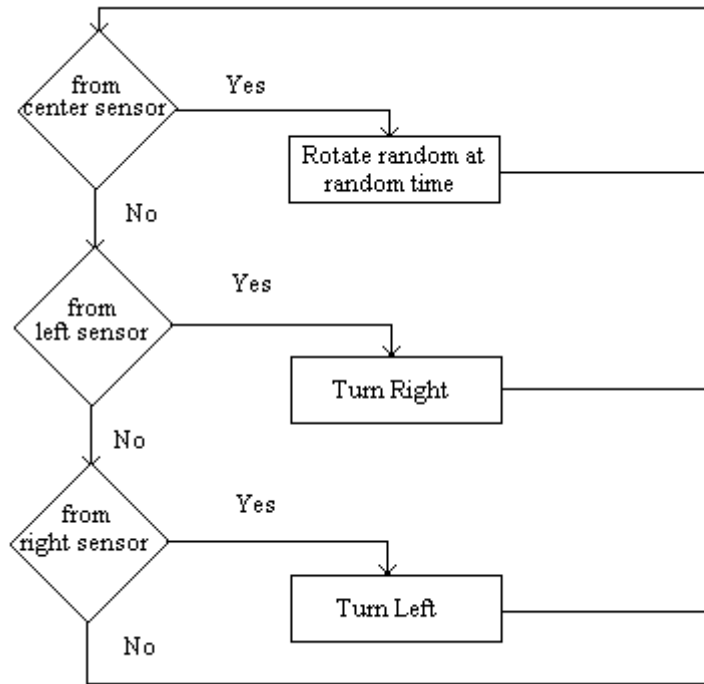 from
center sensor
Yes
Rotate random at
random time
No
from
left sensor
Yes
Turn Right
No
from
right sensor
Yes
Turn Left
No